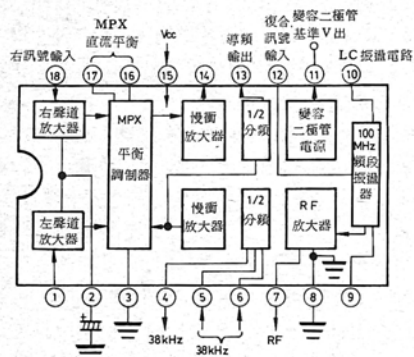 MPX
直流平衡
右訊號輸入
Vcc
導頻
輸出
復合
訊號
輸入
變容二極管
基準V出
LC振盪電路
18
17
16
15
14
13
12
11
10
右聲道
放大器
MPX
平衡
調制器
慢衝
放大器
1/2
分頻
變容
二極管
電源
100
MHz
頻段
振盪器
左聲道
放大器
慢衝
放大器
1/2
分頻
RF
放大器
1
2
3
4
5
6
7
8
9
38kHz
38kHz
RF